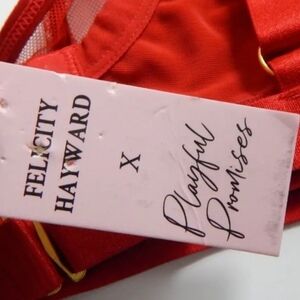 FELICITY
HAYWARD
X
Playful
Promises